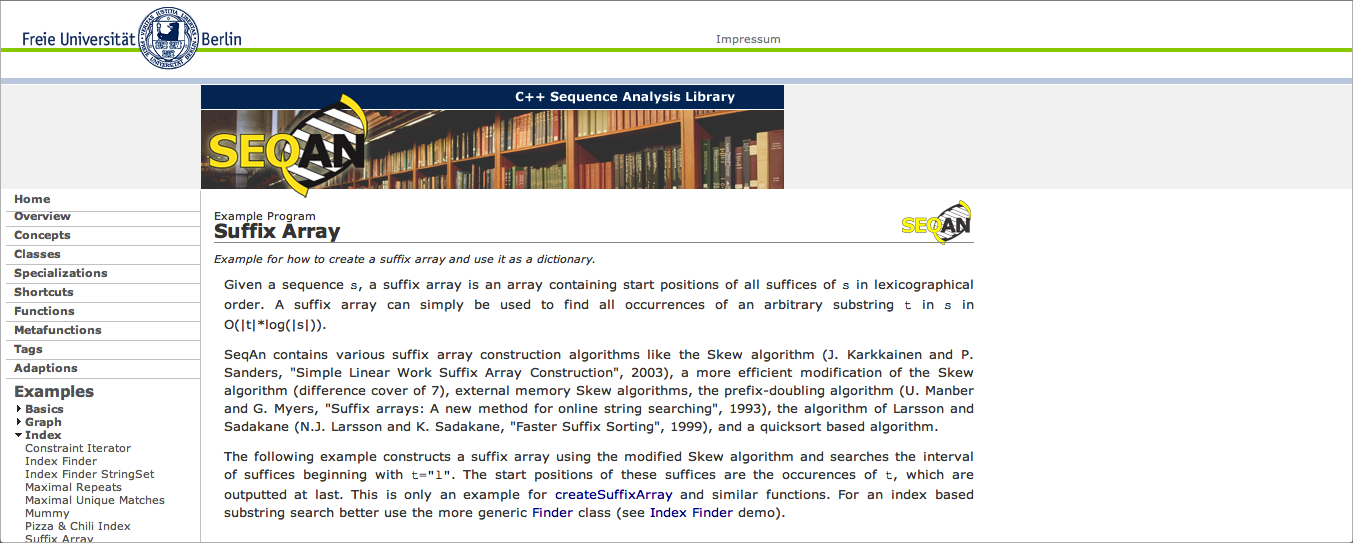 Freie Universität Berlin
Impressum
C++ Sequence Analysis Library
SEQAN
Home
Overview
Concepts
Classes
Specializations
Shortcuts
Functions
Metafunctions
Tags
Adaptions
Examples
Basics
Graph
Index
Constraint Iterator
Index Finder
Index Finder StringSet
Maximal Repeats
Maximal Unique Matches
Mummy
Pizza & Chili Index
Suffix Array
Example Program
Suffix Array
SEQAN
Example for how to create a suffix array and use it as a dictionary.
Given a sequence s, a suffix array is an array containing start positions of all suffices of s in lexicographical
order. A suffix array can simply be used to find all occurrences of an arbitrary substring t in s in
O(|t|*log(|s|)).
SeqAn contains various suffix array construction algorithms like the Skew algorithm (J. Karkkainen and P.
Sanders, "Simple Linear Work Suffix Array Construction", 2003), a more efficient modification of the Skew
algorithm (difference cover of 7), external memory Skew algorithms, the prefix-doubling algorithm (U. Manber
and G. Myers, "Suffix arrays: A new method for online string searching", 1993), the algorithm of Larsson and
Sadakane (N.J. Larsson and K. Sadakane, "Faster Suffix Sorting", 1999), and a quicksort based algorithm.
The following example constructs a suffix array using the modified Skew algorithm and searches the interval
of suffices beginning with t="l". The start positions of these suffices are the occurences of t, which are
outputted at last. This is only an example for createSuffixArray and similar functions. For an index based
substring search better use the more generic Finder class (see Index Finder demo).